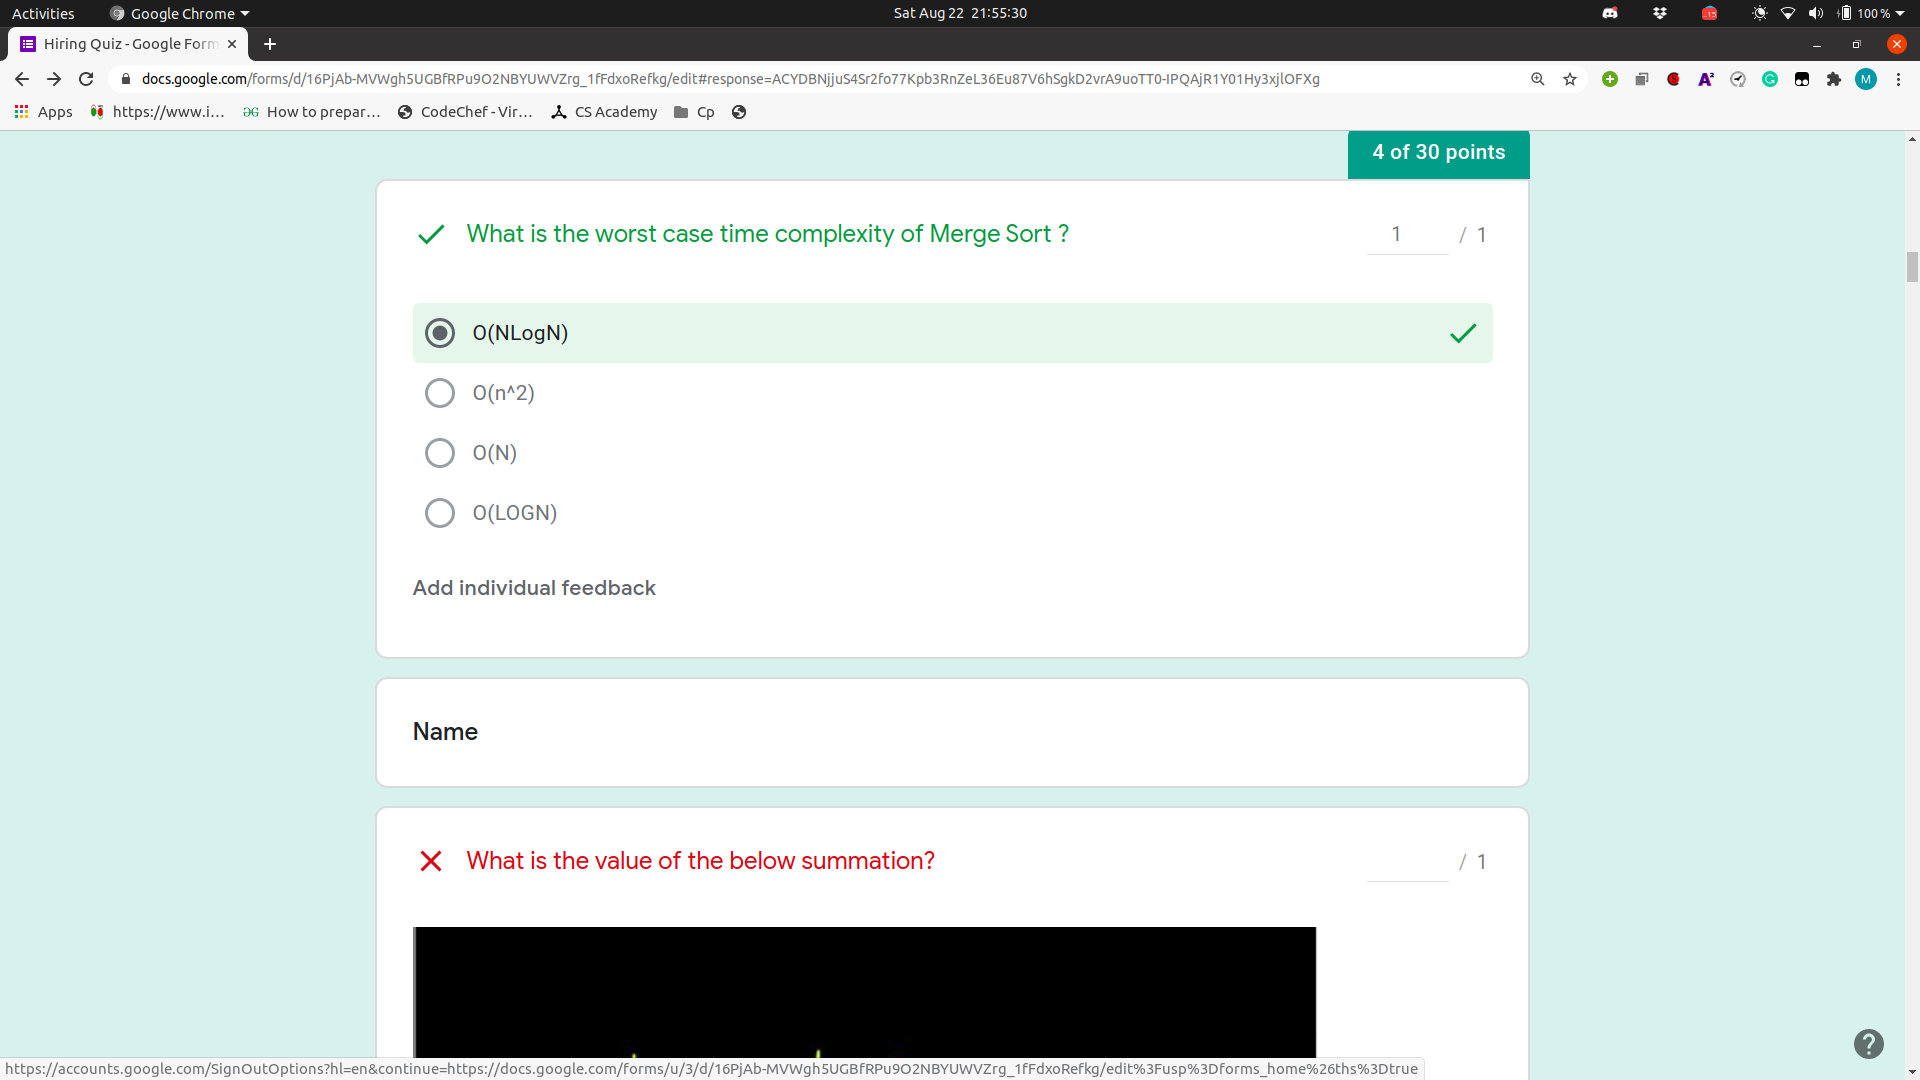 Activities
Google Chrome
Sat Aug 22 21:55:30
100 %
Hiring Quiz - Google Form
docs.google.com/forms/d/16PjAb-MVWgh5UGBfRPu9O2NBYUWVZrg_1fFdxoRefkg/edit#response=ACYDBNjjuS4Sr2fo77Kpb3RnZeL36Eu87V6hSgkD2vrA9uoTT0-IPQAjR1Y01Hy3xjlOFXg
M
Apps
https://www.i...
How to prepar...
CodeChef - Vir...
CS Academy
Cp
4 of 30 points
What is the worst case time complexity of Merge Sort ?
1 / 1
O(NLogN)
O(n^2)
O(N)
O(LOGN)
Add individual feedback
Name
What is the value of the below summation?
/ 1
https://accounts.google.com/SignOutOptions?hl=en&continue=https://docs.google.com/forms/u/3/d/16PjAb-MVWgh5UGBfRPu9O2NBYUWVZrg_1fFdxoRefkg/edit%3Fusp%3Dforms_home%26ths%3Dtrue